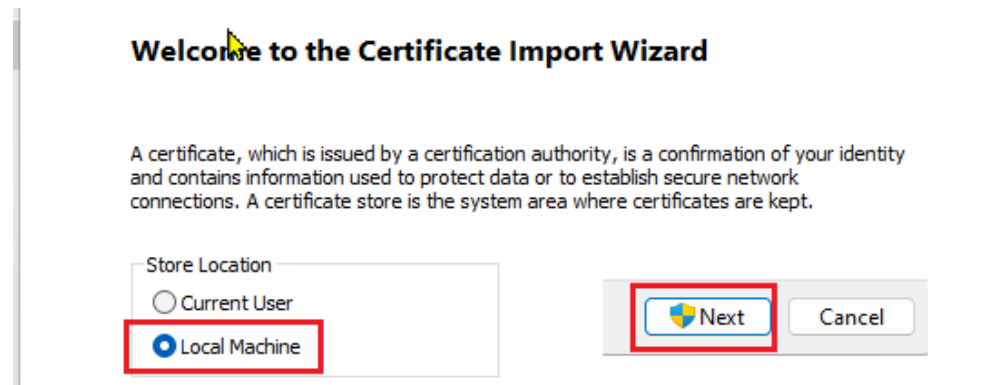 Welcome to the Certificate Import Wizard
A certificate, which is issued by a certification authority, is a confirmation of your identity
and contains information used to protect data or to establish secure network
connections. A certificate store is the system area where certificates are kept.
Store Location
Current User
Local Machine
Next
Cancel